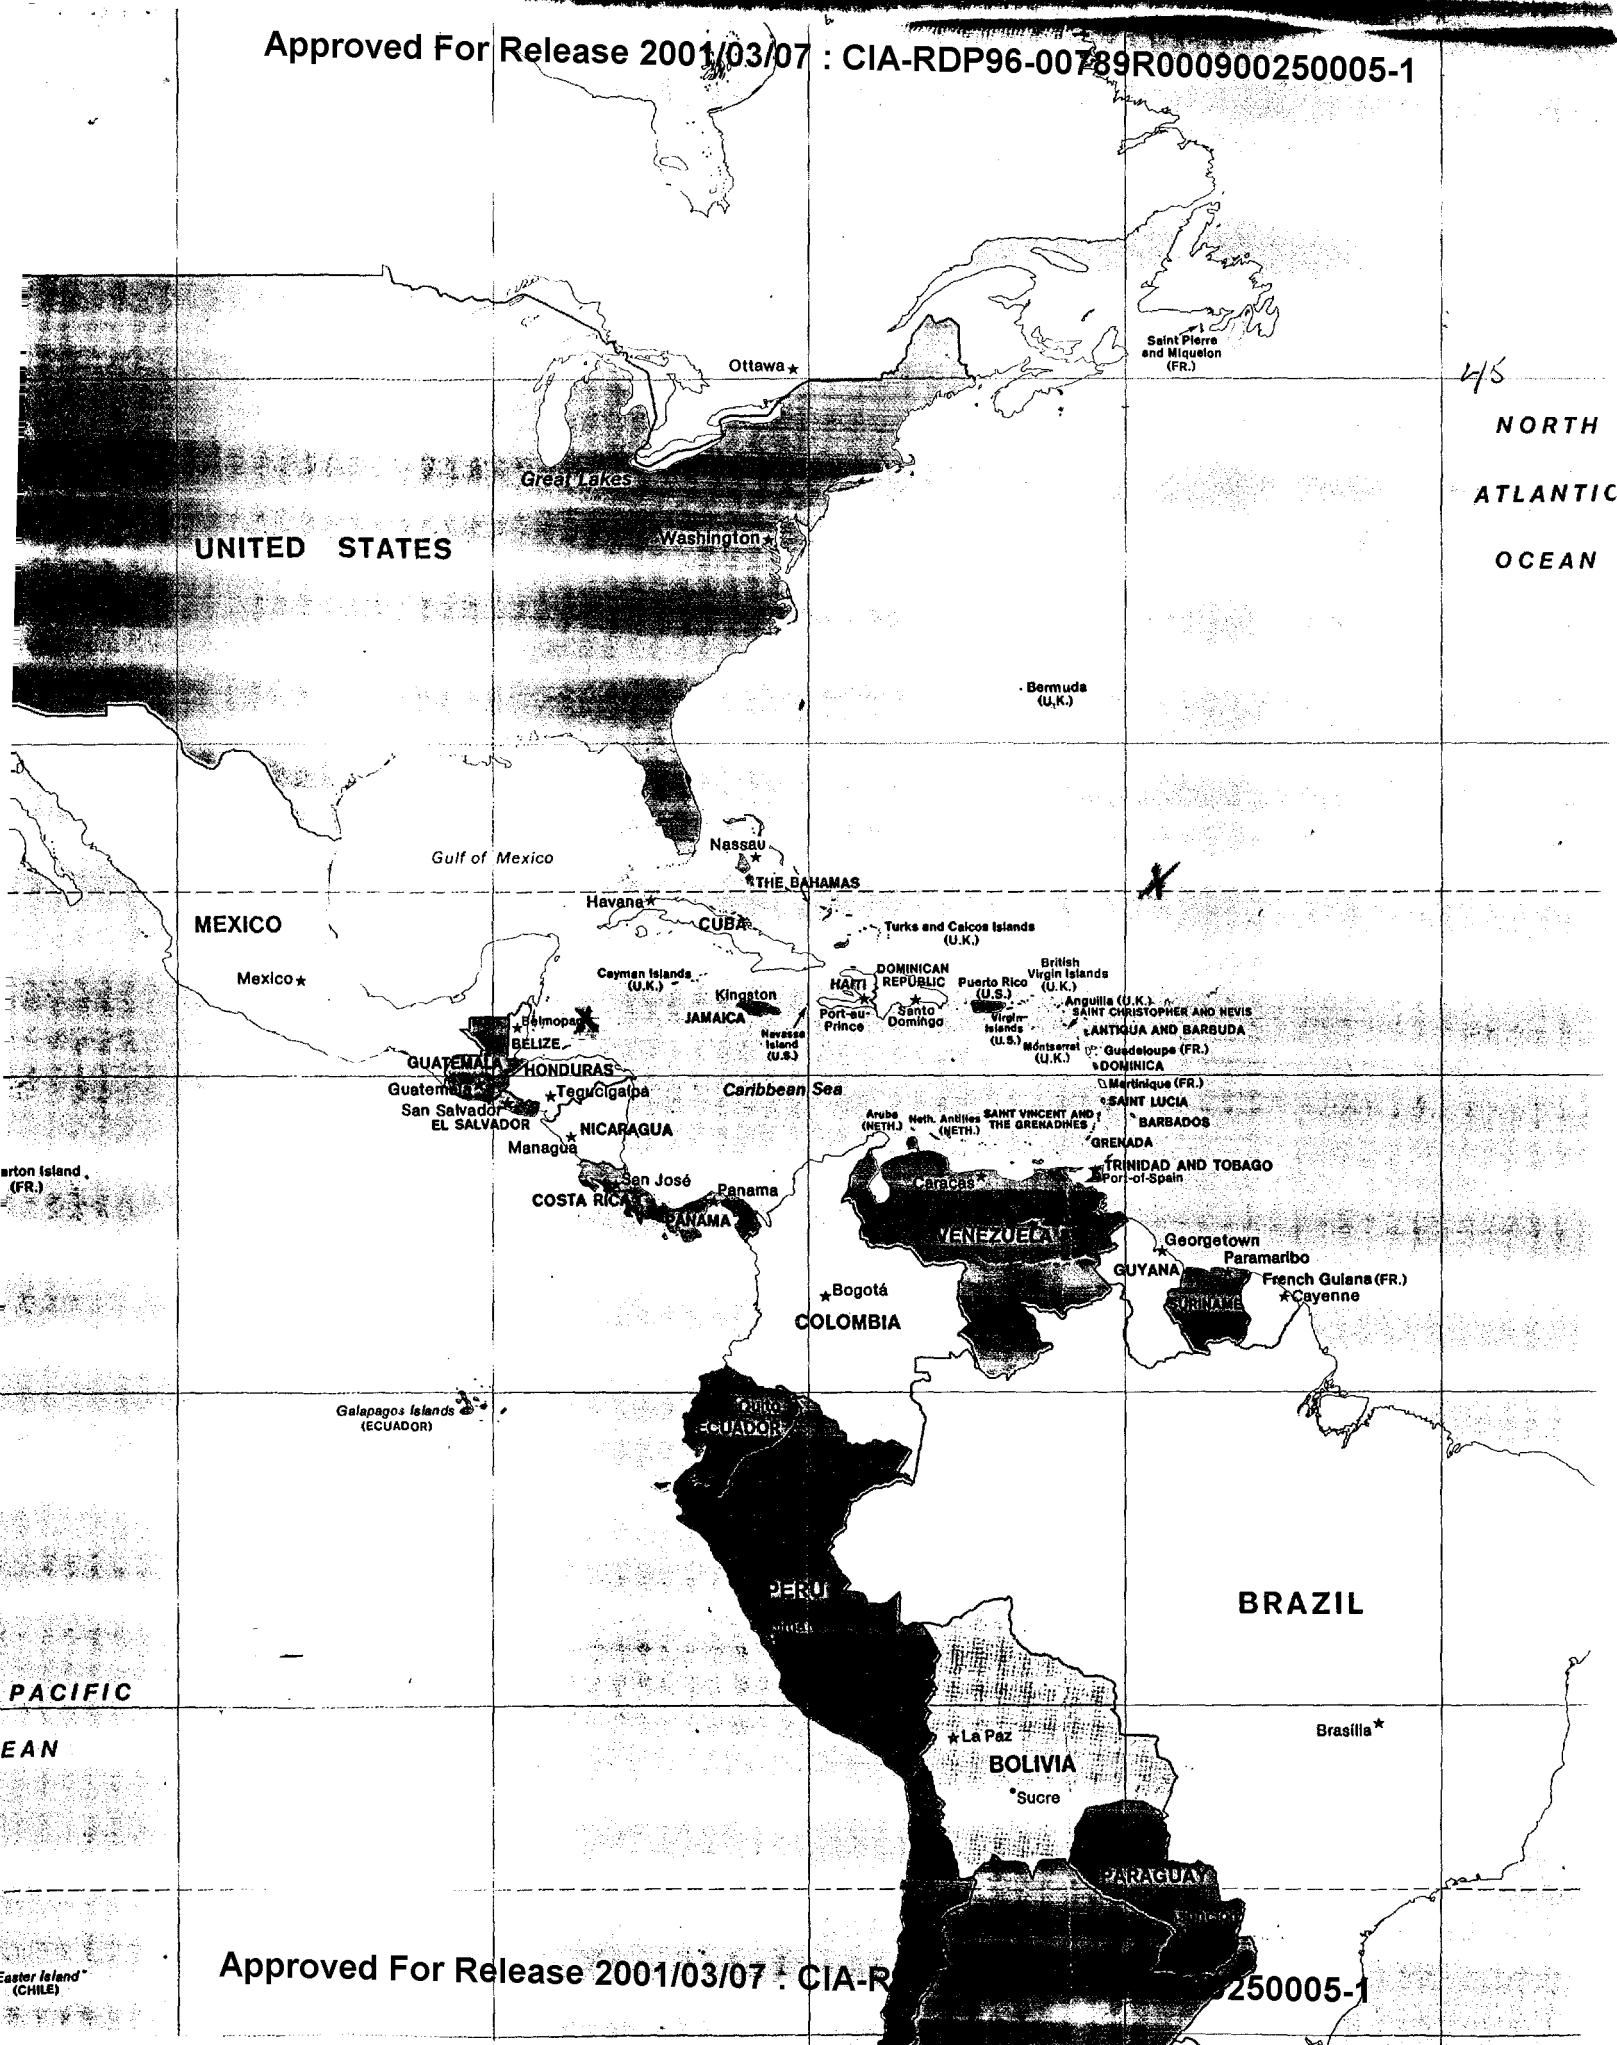 Approved For Release 2001/03/07 : CIA-RDP96-00789R000900250005-1
Saint Pierre
and Miquelon
(FR.)
Ottawa
45
NORTH
ATLANTIC
OCEAN
Great Lakes
Washington
UNITED STATES
Bermuda
(U.K.)
Gulf of Mexico
Nassau
THE BAHAMAS
Havana
CUBA
MEXICO
Mexico
Turks and Caicos Islands
(U.K.)
Cayman Islands
(U.K.)
Kingston
JAMAICA
Navassa
Island
(U.S.)
HAITI
Port-au-
Prince
DOMINICAN
REPUBLIC
Santo
Domingo
Puerto Rico
(U.S.)
Virgin
Islands
(U.S.)
British
Virgin Islands
(U.K.)
Anguilla (U.K.)
SAINT CHRISTOPHER AND NEVIS
ANTIGUA AND BARBUDA
Montserrat
(U.K.)
Guadeloupe (FR.)
DOMINICA
Martinique (FR.)
SAINT LUCIA
BARBADOS
SAINT VINCENT AND
THE GRENADINES
GRENADA
Aruba
(NETH.)
Neth. Antilles
(NETH.)
TRINIDAD AND TOBAGO
Port-of-Spain
Belmopan
BELIZE
GUATEMALA
Guatemala
HONDURAS
Tegucigalpa
San Salvador
EL SALVADOR
NICARAGUA
Managua
Caribbean Sea
San José
COSTA RICA
Panama
PANAMA
arton Island
(FR.)
Caracas
VENEZUELA
Georgetown
GUYANA
Paramaribo
SURINAME
French Guiana (FR.)
Cayenne
Bogotá
COLOMBIA
Galapagos Islands
(ECUADOR)
Quito
ECUADOR
PERU
BRAZIL
Brasília
PACIFIC
EAN
La Paz
BOLIVIA
Sucre
PARAGUAY
Easter Island
(CHILE)
Approved For Release 2001/03/07 : CIA-R
250005-1